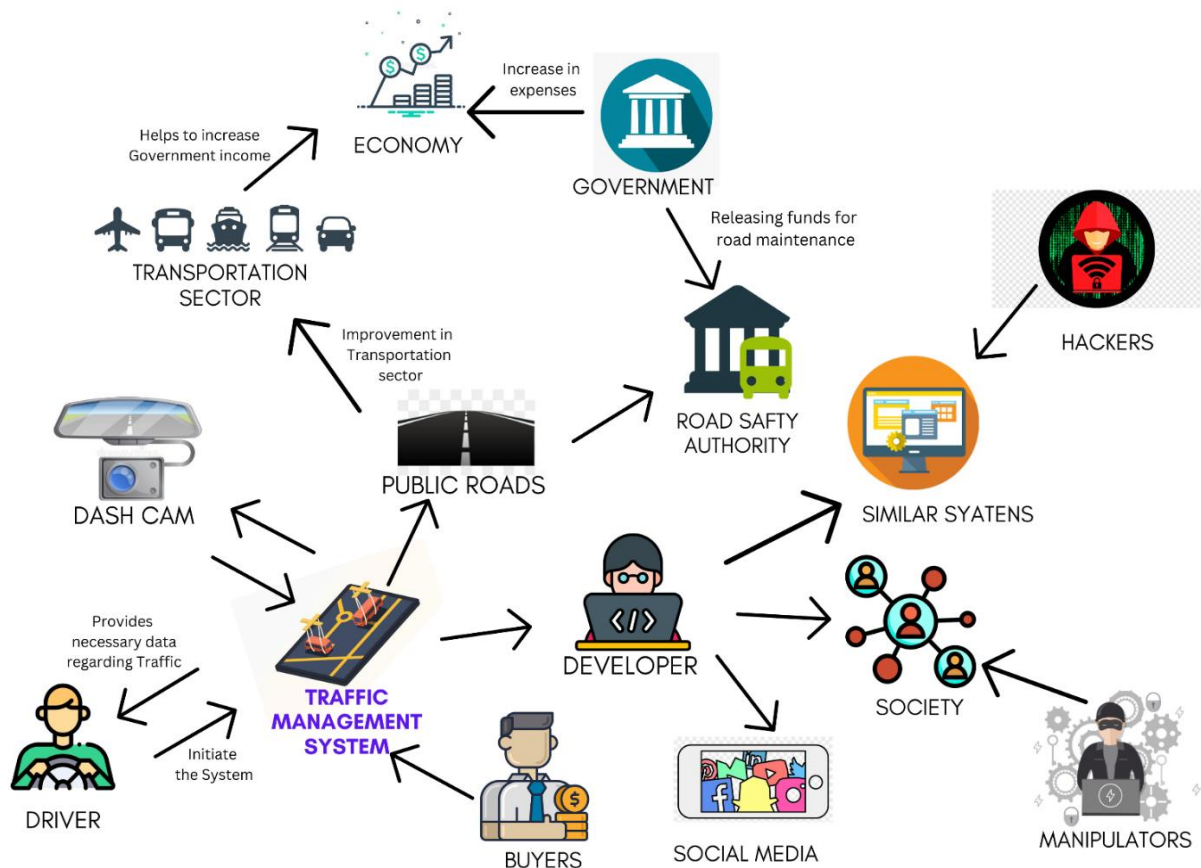 Increase in
expenses
ECONOMY
Helps to increase
Government income
GOVERNMENT
Releasing funds for
road maintenance
TRANSPORTATION
SECTOR
HACKERS
Improvement in
Transportation
sector
ROAD SAFTY
AUTHORITY
PUBLIC ROADS
DASH CAM
SIMILAR SYATENS
Provides
necessary data
regarding Traffic
DEVELOPER
TRAFFIC
MANAGEMENT
SYSTEM
SOCIETY
Initiate
the System
DRIVER
BUYERS
SOCIAL MEDIA
MANIPULATORS